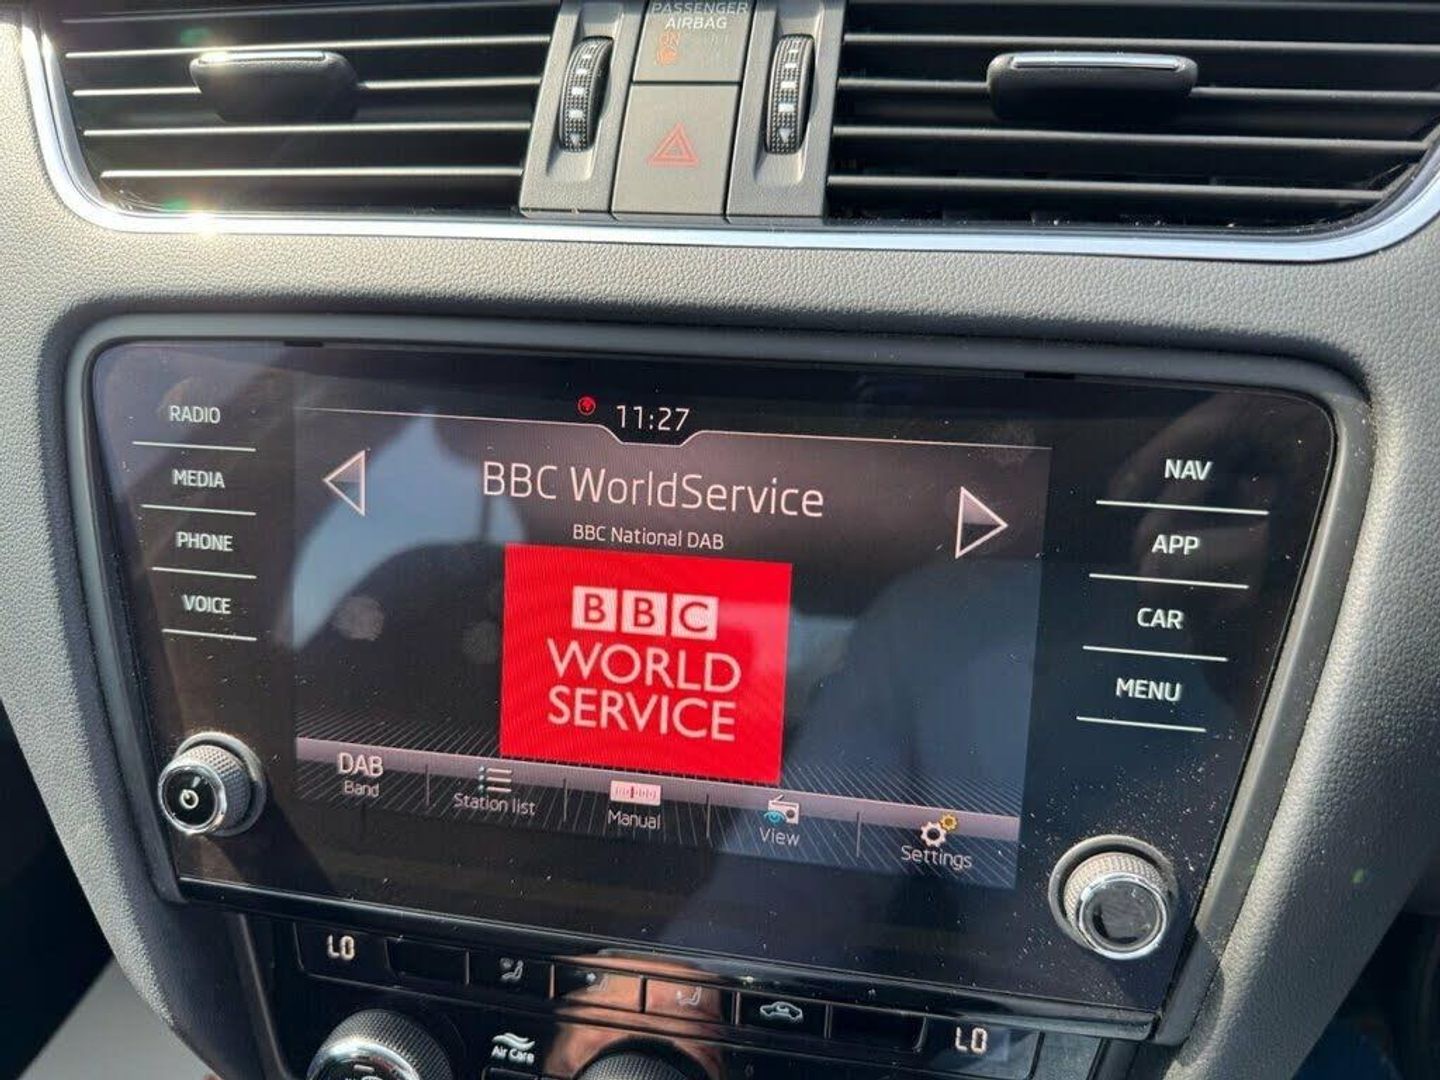 PASSENGER
AIRBAG
ON
RADIO
MEDIA
PHONE
VOICE
11:27
BBC WorldService
BBC National DAB
BBC
WORLD
SERVICE
DAB
Band
Station list
Manual
View
Settings
NAV
APP
CAR
MENU
LO
LO
Air Care